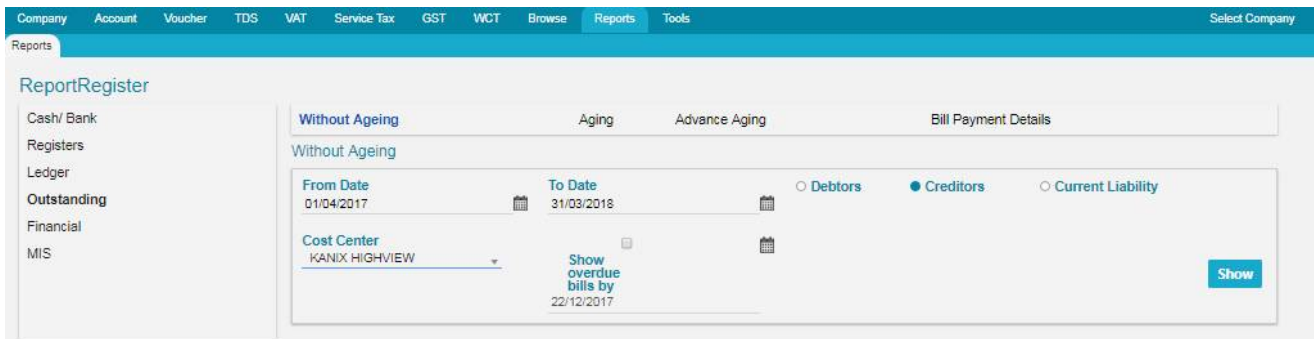 Company Account Voucher TDS VAT Service Tax GST WCT Browse Reports Tools Select Company
Reports
ReportRegister
Cash/ Bank
Registers
Ledger
Outstanding
Financial
MIS
Without Ageing Aging Advance Aging Bill Payment Details
Without Ageing
From Date
01/04/2017
To Date
31/03/2018
Debtors Creditors Current Liability
Cost Center
KANIX HIGHVIEW
Show
overdue
bills by
22/12/2017
Show